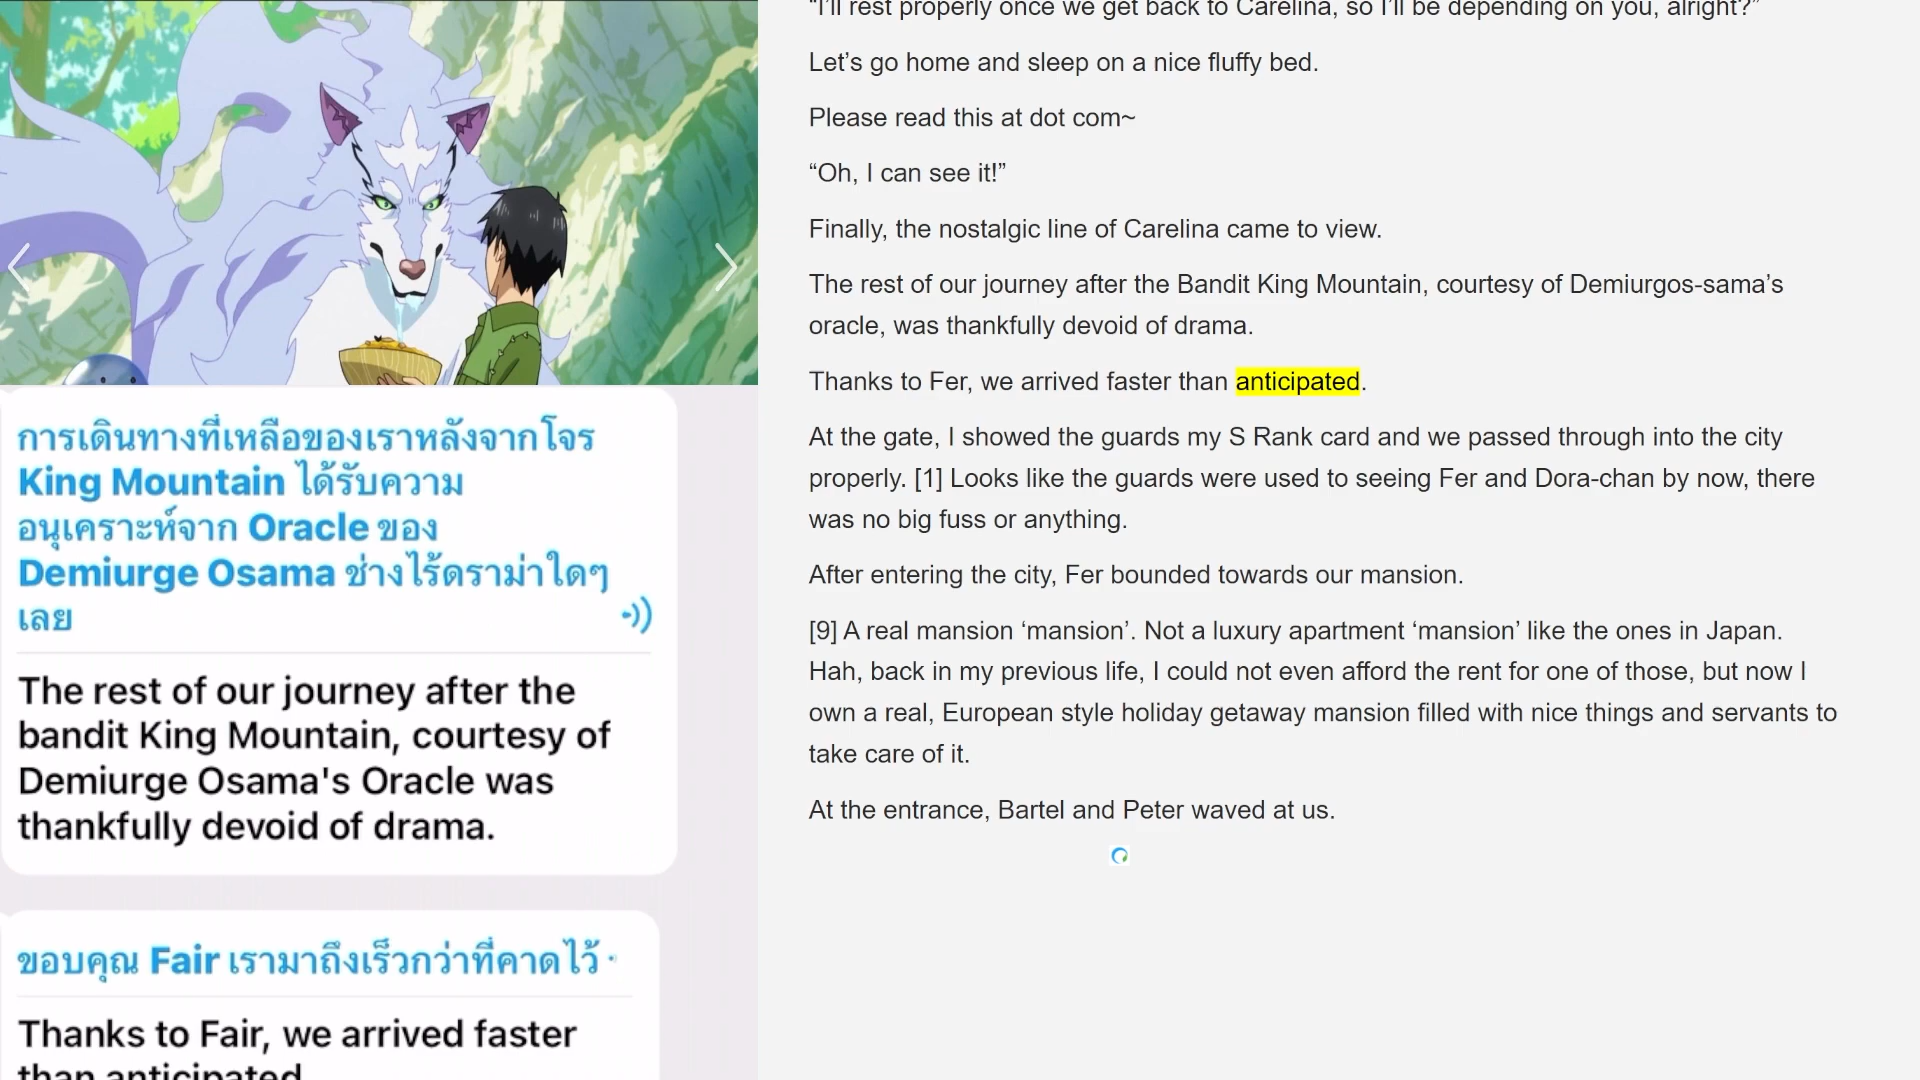 การเดินทางที่เหลือของเราหลังจากโจร
King Mountain ได้รับความ
อนุเคราะห์จาก Oracle ของ
Demiurge Osama ช่างไร้ดราม่าใดๆ
เลย
The rest of our journey after the
bandit King Mountain, courtesy of
Demiurge Osama's Oracle was
thankfully devoid of drama.
ขอบคุณ Fair เรามาถึงเร็วกว่าที่คาดไว้
Thanks to Fair, we arrived faster
than anticipated
“I’ll rest properly once we get back to Carelina, so I’ll be depending on you, alright?”
Let’s go home and sleep on a nice fluffy bed.
Please read this at dot com~
“Oh, I can see it!”
Finally, the nostalgic line of Carelina came to view.
The rest of our journey after the Bandit King Mountain, courtesy of Demiurgos-sama’s
oracle, was thankfully devoid of drama.
Thanks to Fer, we arrived faster than anticipated.
At the gate, I showed the guards my S Rank card and we passed through into the city
properly. [1] Looks like the guards were used to seeing Fer and Dora-chan by now, there
was no big fuss or anything.
After entering the city, Fer bounded towards our mansion.
[9] A real mansion ‘mansion’. Not a luxury apartment ‘mansion’ like the ones in Japan.
Hah, back in my previous life, I could not even afford the rent for one of those, but now I
own a real, European style holiday getaway mansion filled with nice things and servants to
take care of it.
At the entrance, Bartel and Peter waved at us.